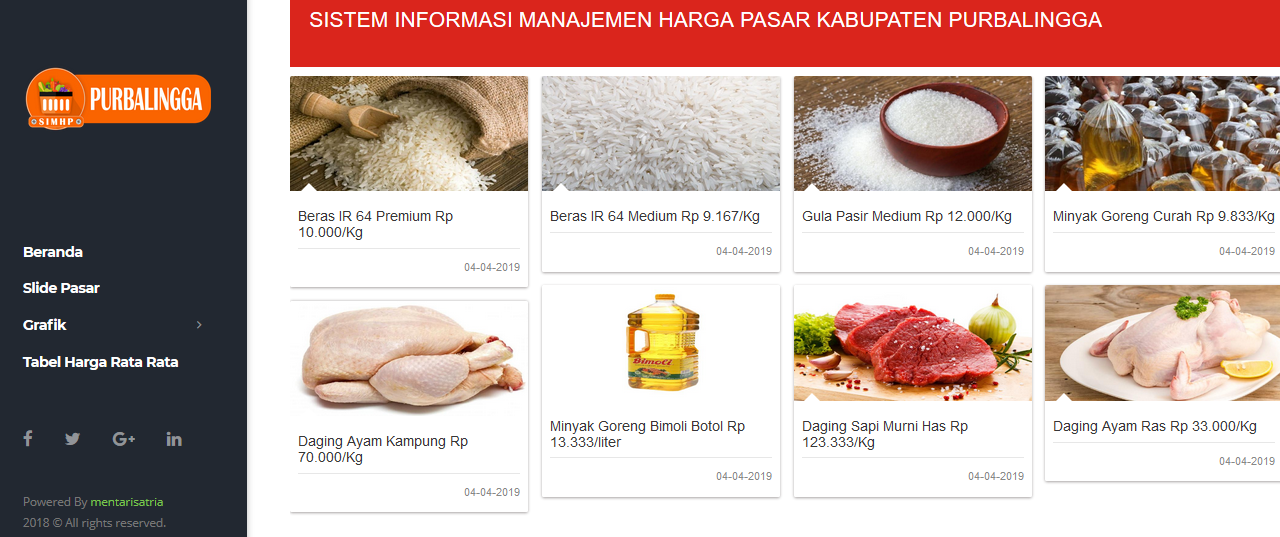 SISTEM INFORMASI MANAJEMEN HARGA PASAR KABUPATEN PURBALINGGA
PURBALINGGA
SIMHP
Beranda
Slide Pasar
Grafik
Tabel Harga Rata Rata
Powered By mentarisatria
2018 © All rights reserved.
Beras IR 64 Premium Rp
10.000/Kg
04-04-2019
Beras IR 64 Medium Rp 9.167/Kg
04-04-2019
Gula Pasir Medium Rp 12.000/Kg
04-04-2019
Minyak Goreng Curah Rp 9.833/Kg
04-04-2019
Daging Ayam Kampung Rp
70.000/Kg
04-04-2019
Bimoli
Minyak Goreng Bimoli Botol Rp
13.333/liter
04-04-2019
Daging Sapi Murni Has Rp
123.333/Kg
04-04-2019
Daging Ayam Ras Rp 33.000/Kg
04-04-2019